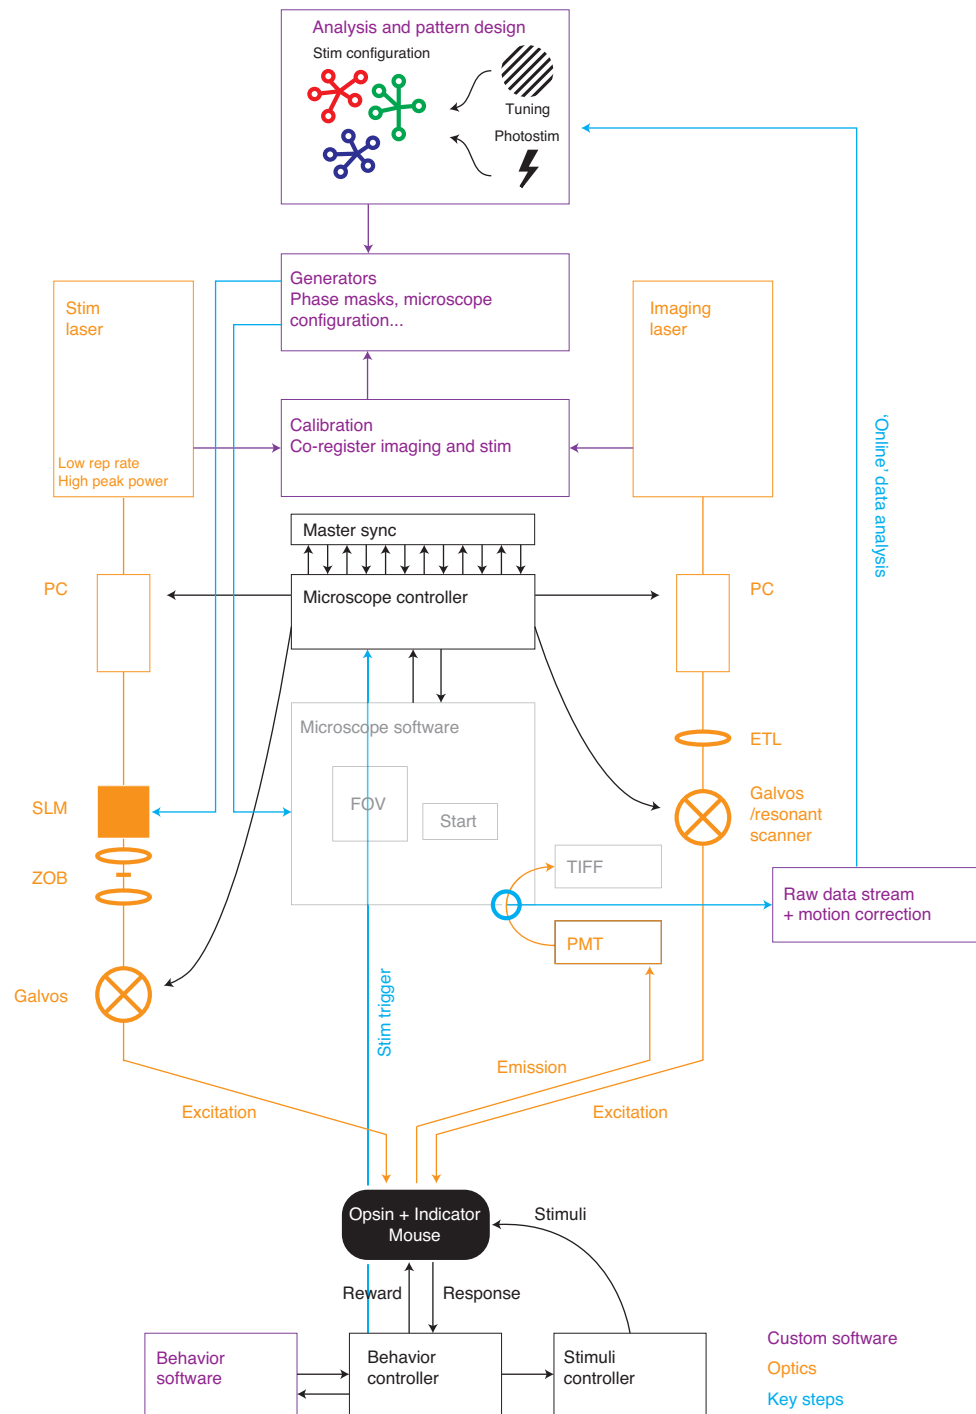 Analysis and pattern design
Stim configuration
Tuning
Photostim
Generators
Phase masks, microscope
configuration...
Stim
laser
Low rep rate
High peak power
Imaging
laser
Calibration
Co-register imaging and stim
'Online' data analysis
Master sync
Microscope controller
PC
PC
Microscope software
FOV
Start
ETL
Galvos
/resonant
scanner
SLM
ZOB
TIFF
PMT
Raw data stream
+ motion correction
Galvos
Stim trigger
Emission
Excitation
Excitation
Opsin + Indicator
Mouse
Stimuli
Reward
Response
Behavior
software
Behavior
controller
Stimuli
controller
Custom software
Optics
Key steps